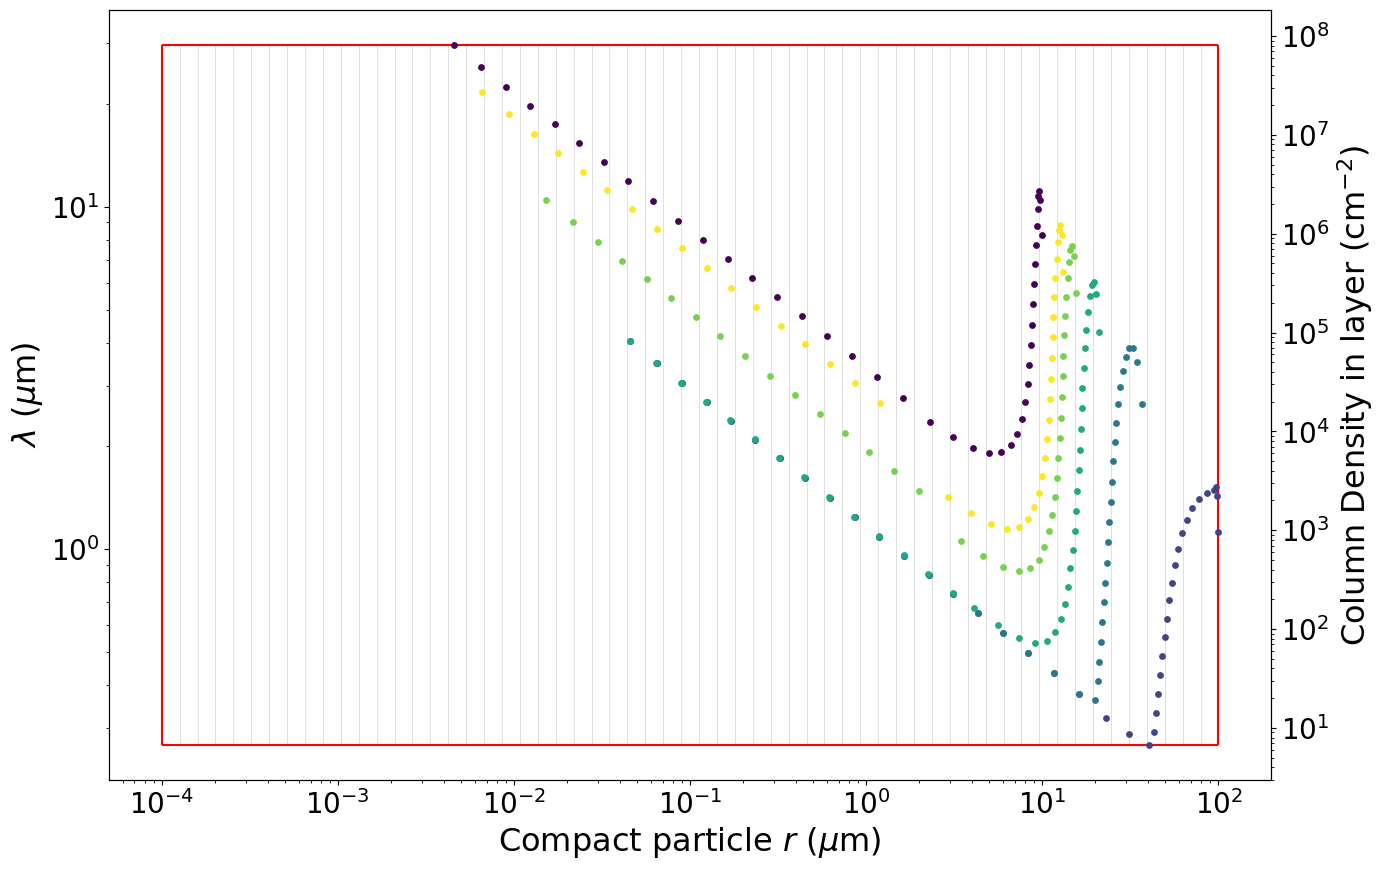 10⁸
10⁷
10¹
10⁶
10⁵
10⁴
10⁰
10³
10²
10¹
λ (μm)
Column Density in layer (cm⁻²)
10⁻⁴ 10⁻³ 10⁻² 10⁻¹ 10⁰ 10¹ 10²
Compact particle r (μm)